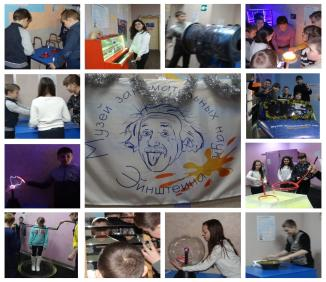 Музей занимательных наук
Эйнштейна